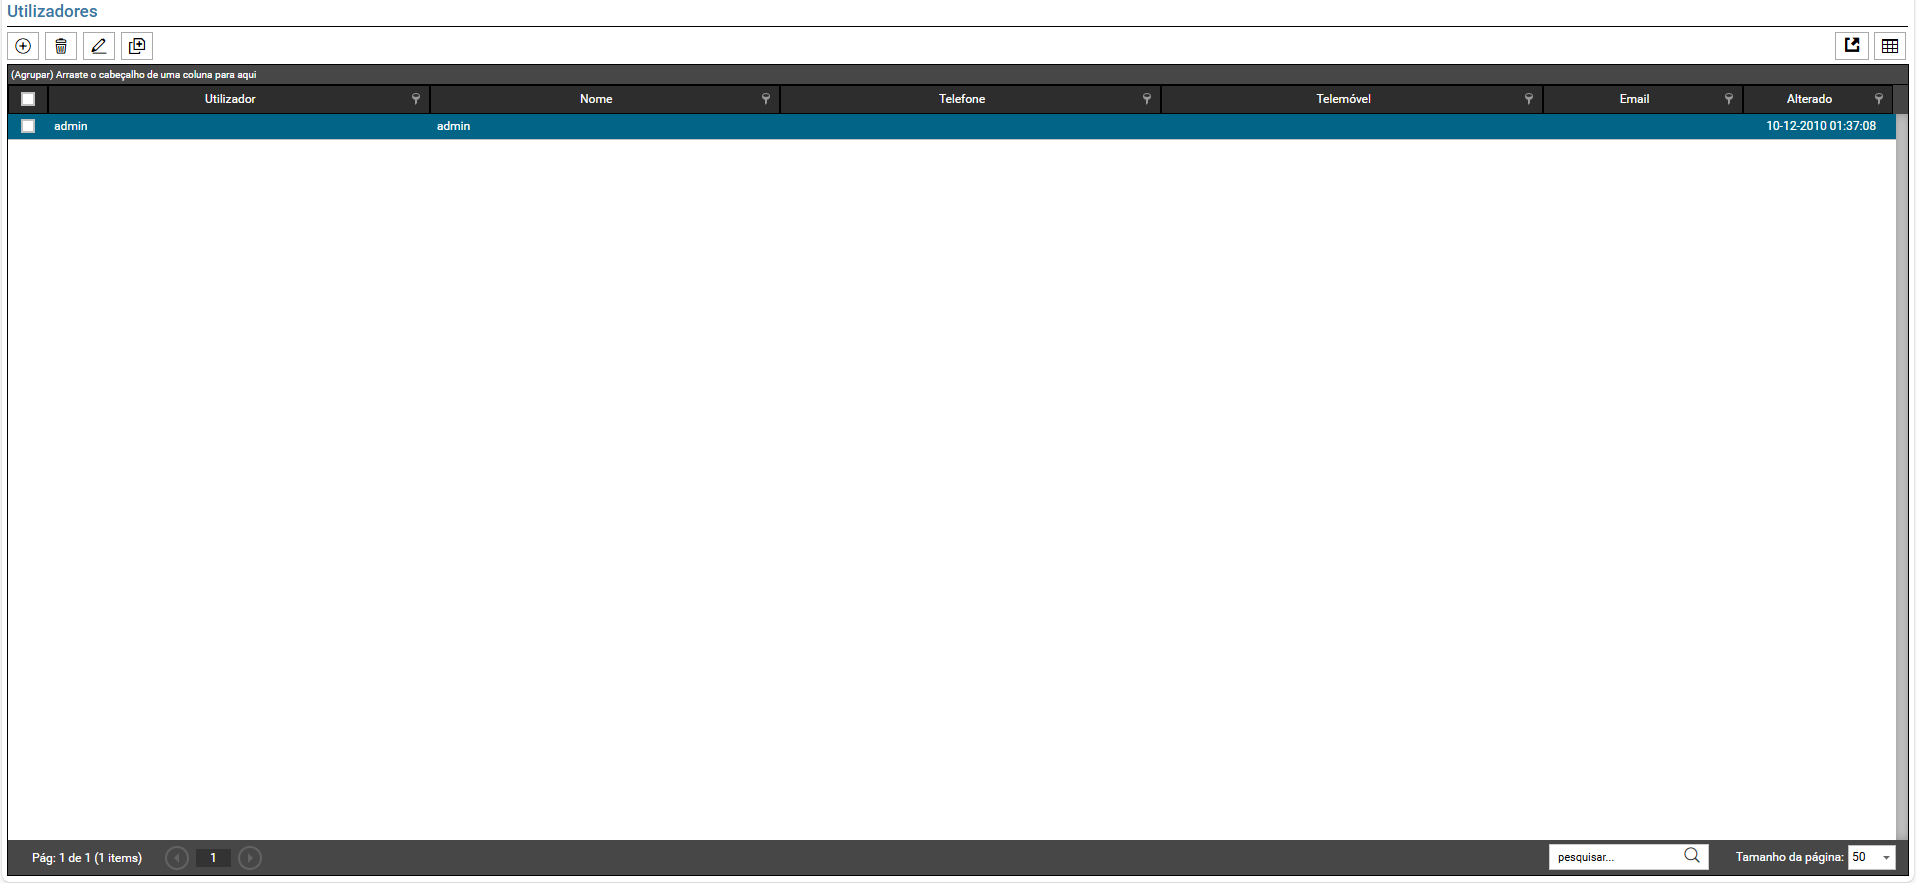 Utilizadores
(Agrupar) Arraste o cabeçalho de uma coluna para aqui
Utilizador Nome Telefone Telemóvel Email Alterado
admin admin 10-12-2010 01:37:08
Pág: 1 de 1 (1 items) 1 pesquisar... Tamanho da página: 50